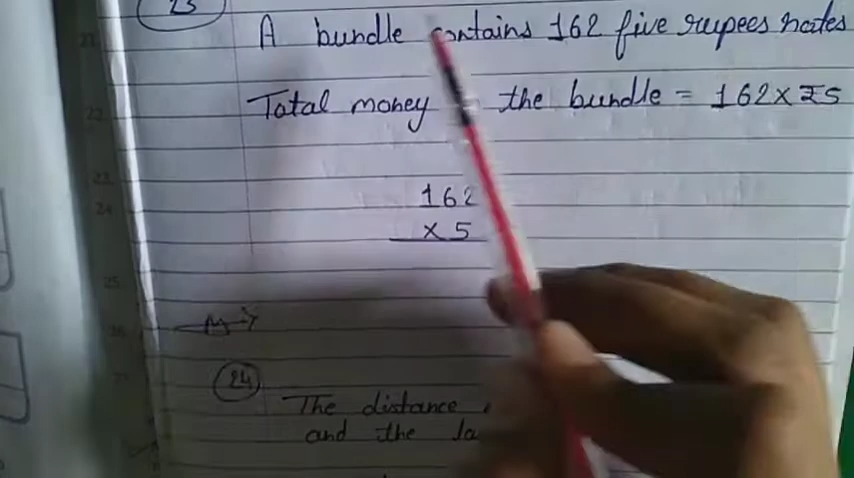 23
A bundle contains 162 five rupees notes
Total money the bundle = 162 x ₹5
162
x 5
24
The distance
and the la